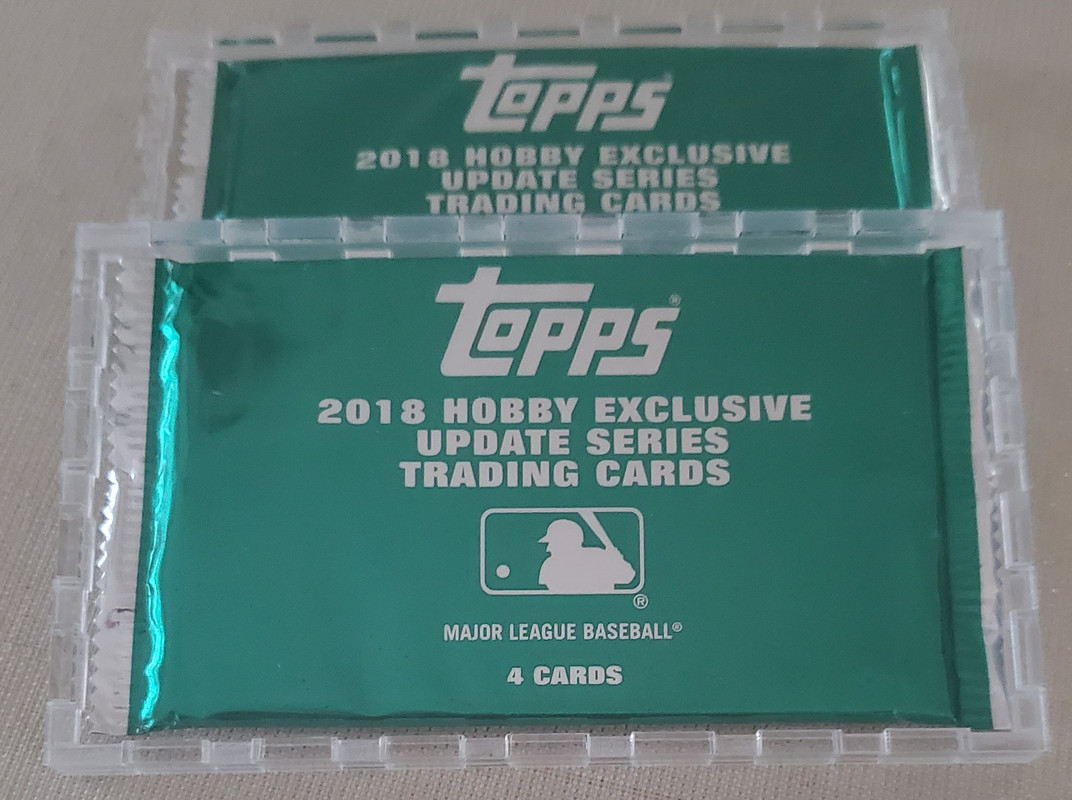 Topps
2018 HOBBY EXCLUSIVE
UPDATE SERIES
TRADING CARDS
Topps®
2018 HOBBY EXCLUSIVE
UPDATE SERIES
TRADING CARDS
®
MAJOR LEAGUE BASEBALL®
4 CARDS